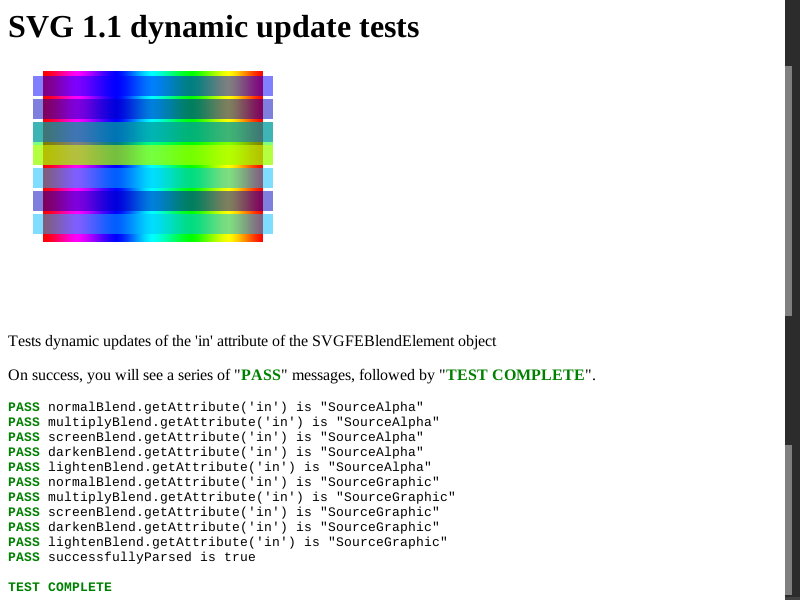 SVG 1.1 dynamic update tests
Tests dynamic updates of the 'in' attribute of the SVGFEBlendElement object
On success, you will see a series of "PASS" messages, followed by "TEST COMPLETE".
PASS normalBlend.getAttribute('in') is "SourceAlpha"
PASS multiplyBlend.getAttribute('in') is "SourceAlpha"
PASS screenBlend.getAttribute('in') is "SourceAlpha"
PASS darkenBlend.getAttribute('in') is "SourceAlpha"
PASS lightenBlend.getAttribute('in') is "SourceAlpha"
PASS normalBlend.getAttribute('in') is "SourceGraphic"
PASS multiplyBlend.getAttribute('in') is "SourceGraphic"
PASS screenBlend.getAttribute('in') is "SourceGraphic"
PASS darkenBlend.getAttribute('in') is "SourceGraphic"
PASS lightenBlend.getAttribute('in') is "SourceGraphic"
PASS successfullyParsed is true
TEST COMPLETE